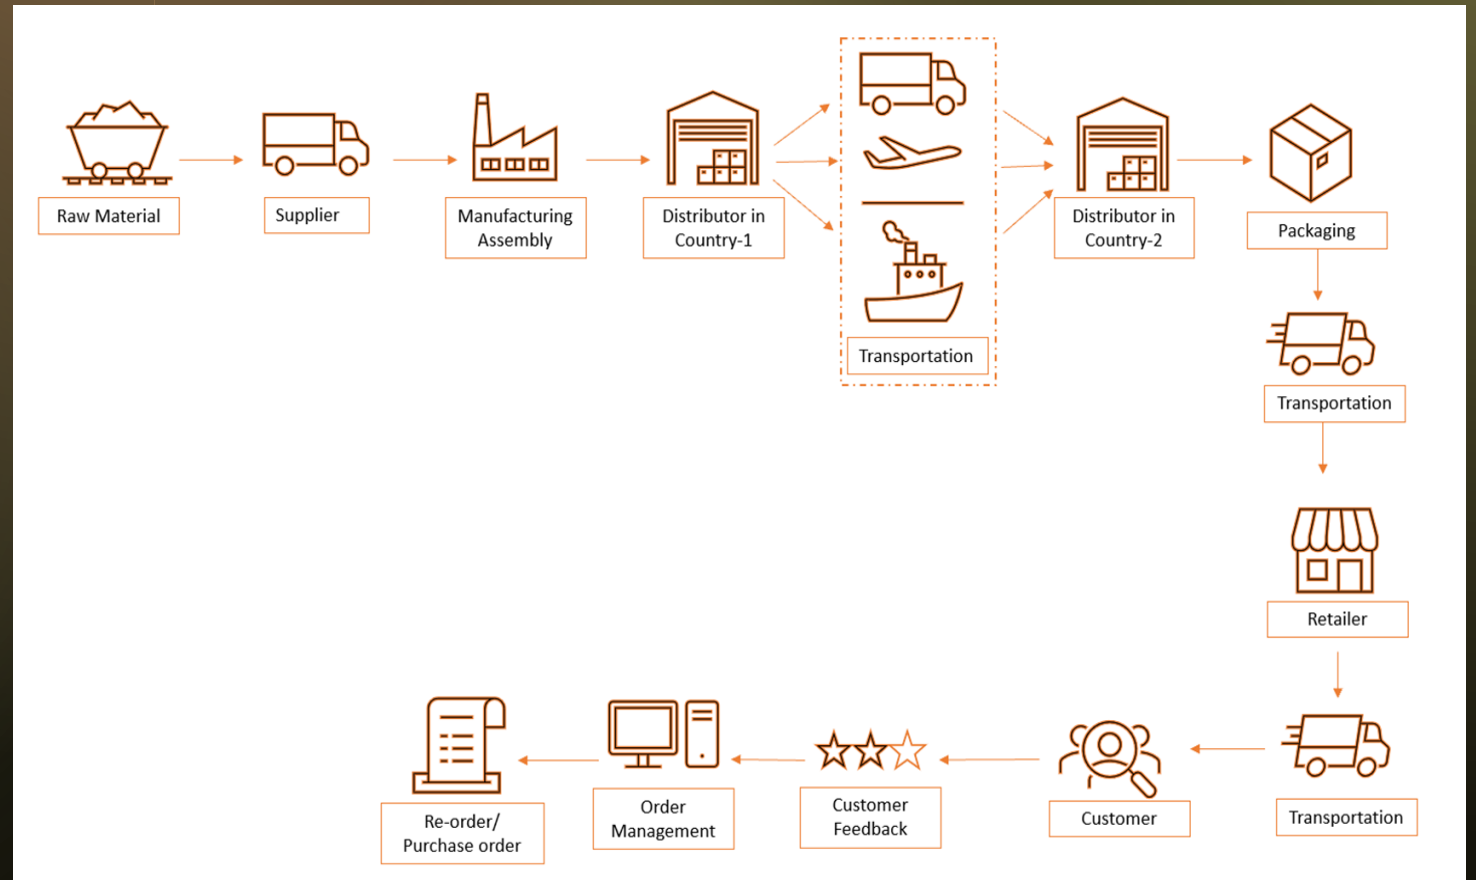 Raw Material
Supplier
Manufacturing
Assembly
Distributor in
Country-1
Transportation
Distributor in
Country-2
Packaging
Transportation
Retailer
Transportation
Customer
Customer
Feedback
Order
Management
Re-order/
Purchase order